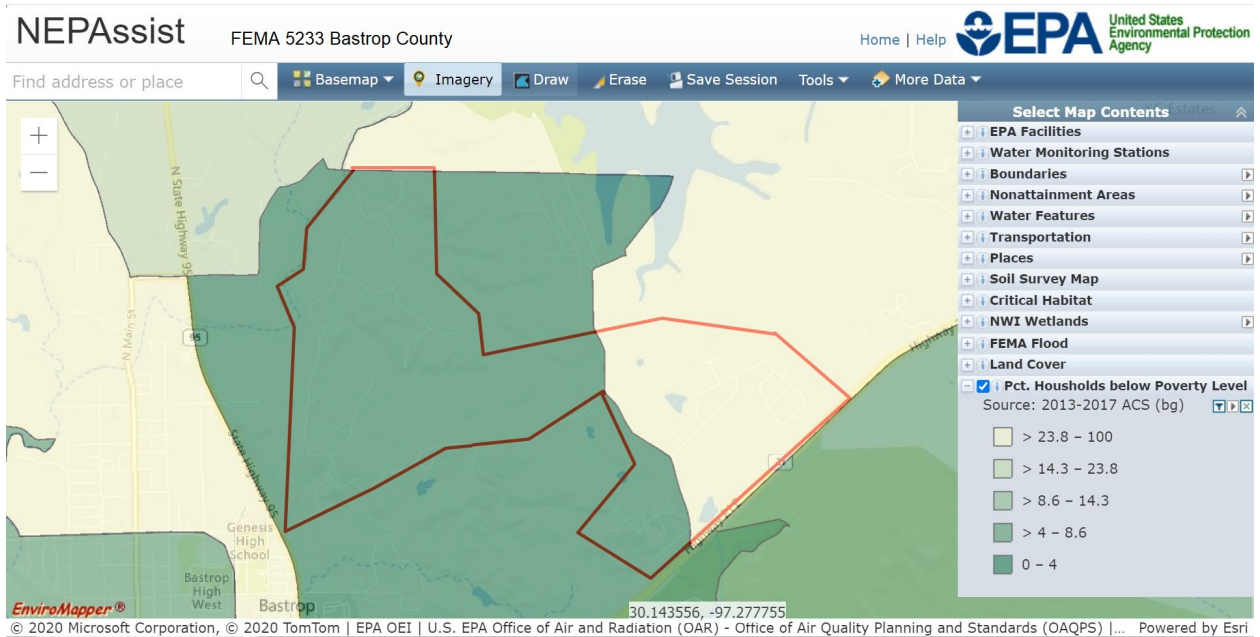 NEPAssist
FEMA 5233 Bastrop County
Home | Help
EPA
United States
Environmental Protection
Agency
Find address or place
Basemap
Imagery
Draw
Erase
Save Session
Tools
More Data
Select Map Contents
Estates
EPA Facilities
Water Monitoring Stations
Boundaries
Nonattainment Areas
Water Features
Transportation
Places
Soil Survey Map
Critical Habitat
NWI Wetlands
FEMA Flood
Land Cover
Pct. Housholds below Poverty Level
Source: 2013-2017 ACS (bg)
> 23.8 – 100
> 14.3 – 23.8
> 8.6 – 14.3
> 4 – 8.6
0 – 4
N State Highway 95
N Main St
95
State Highway 95
Highway
Highway
Genesis
High
School
Bastrop
High
West
Bastrop
EnviroMapper®
30.143556, -97.277755
© 2020 Microsoft Corporation, © 2020 TomTom | EPA OEI | U.S. EPA Office of Air and Radiation (OAR) - Office of Air Quality Planning and Standards (OAQPS) |... Powered by Esri